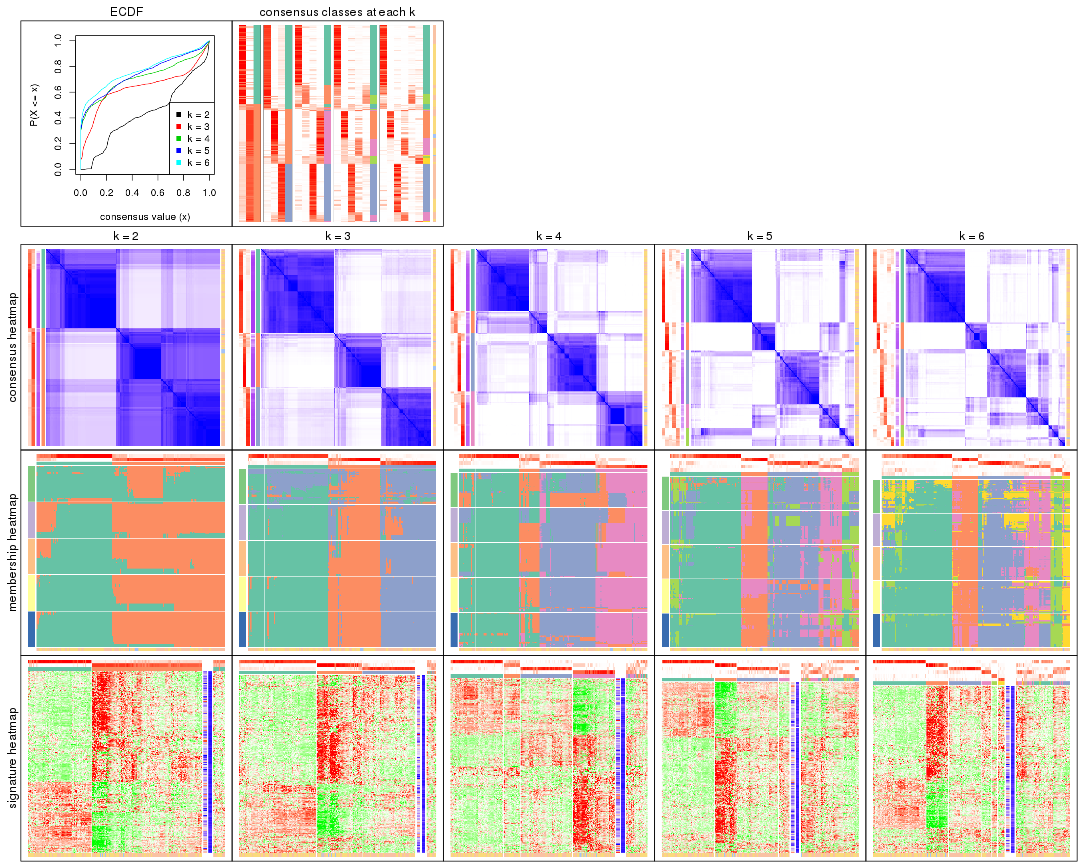 ECDF
consensus classes at each k
P(X <= x)
0.0 0.2 0.4 0.6 0.8 1.0
k = 2
k = 3
k = 4
k = 5
k = 6
0.0 0.2 0.4 0.6 0.8 1.0
consensus value (x)
k = 2
k = 3
k = 4
k = 5
k = 6
consensus heatmap
membership heatmap
signature heatmap